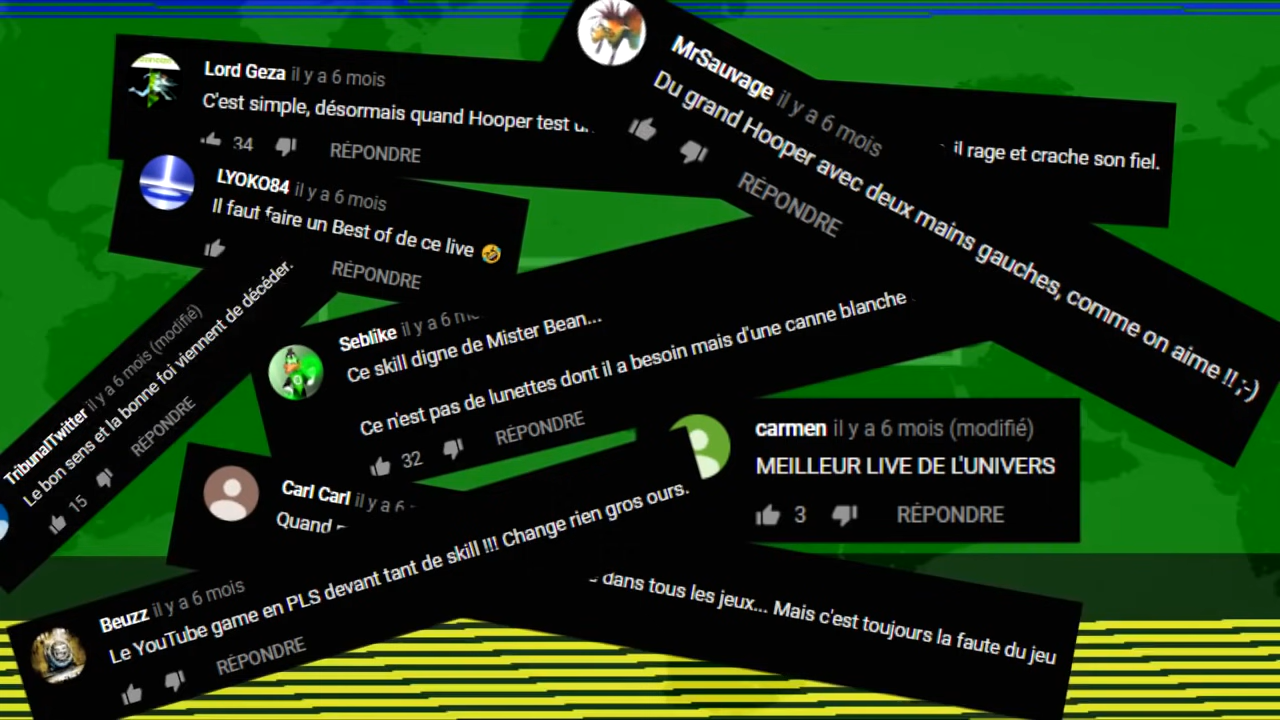 Lord Geza il y a 6 mois
C'est simple, désormais quand Hooper test
il rage et crache son fiel.
34 RÉPONDRE
MrSauvage il y a 6 mois
Du grand Hooper avec deux mains gauches, comme on aime !! ;-)
RÉPONDRE
LYOKO84 il y a 6 mois
Il faut faire un Best of de ce live 🤣
RÉPONDRE
TribunalTwitter il y a 6 mois (modifié)
Le bon sens et la bonne foi viennent de décéder.
15 RÉPONDRE
Seblike il y a 6
Ce skill digne de Mister Bean...
Ce n'est pas de lunettes dont il a besoin mais d'une canne blanche
32 RÉPONDRE
carmen il y a 6 mois (modifié)
MEILLEUR LIVE DE L'UNIVERS
3 RÉPONDRE
Carl Carl il y a 6
Quand
dans tous les jeux... Mais c'est toujours la faute du jeu
Beuzz il y a 6 mois
Le YouTube game en PLS devant tant de skill !!! Change rien gros ours.
RÉPONDRE